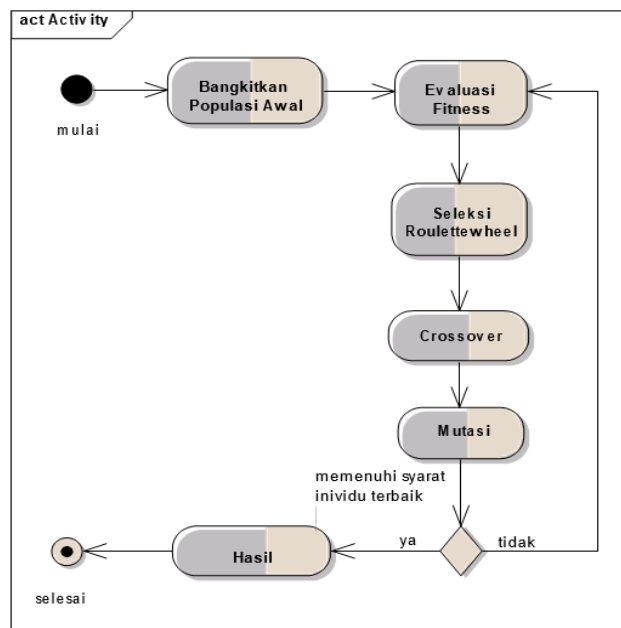 act Activity
mulai
Bangkitkan
Populasi Awal
Evaluasi
Fitness
Seleksi
Roulettewheel
Crossover
Mutasi
memenuhi syarat
inividu terbaik
ya
tidak
Hasil
selesai